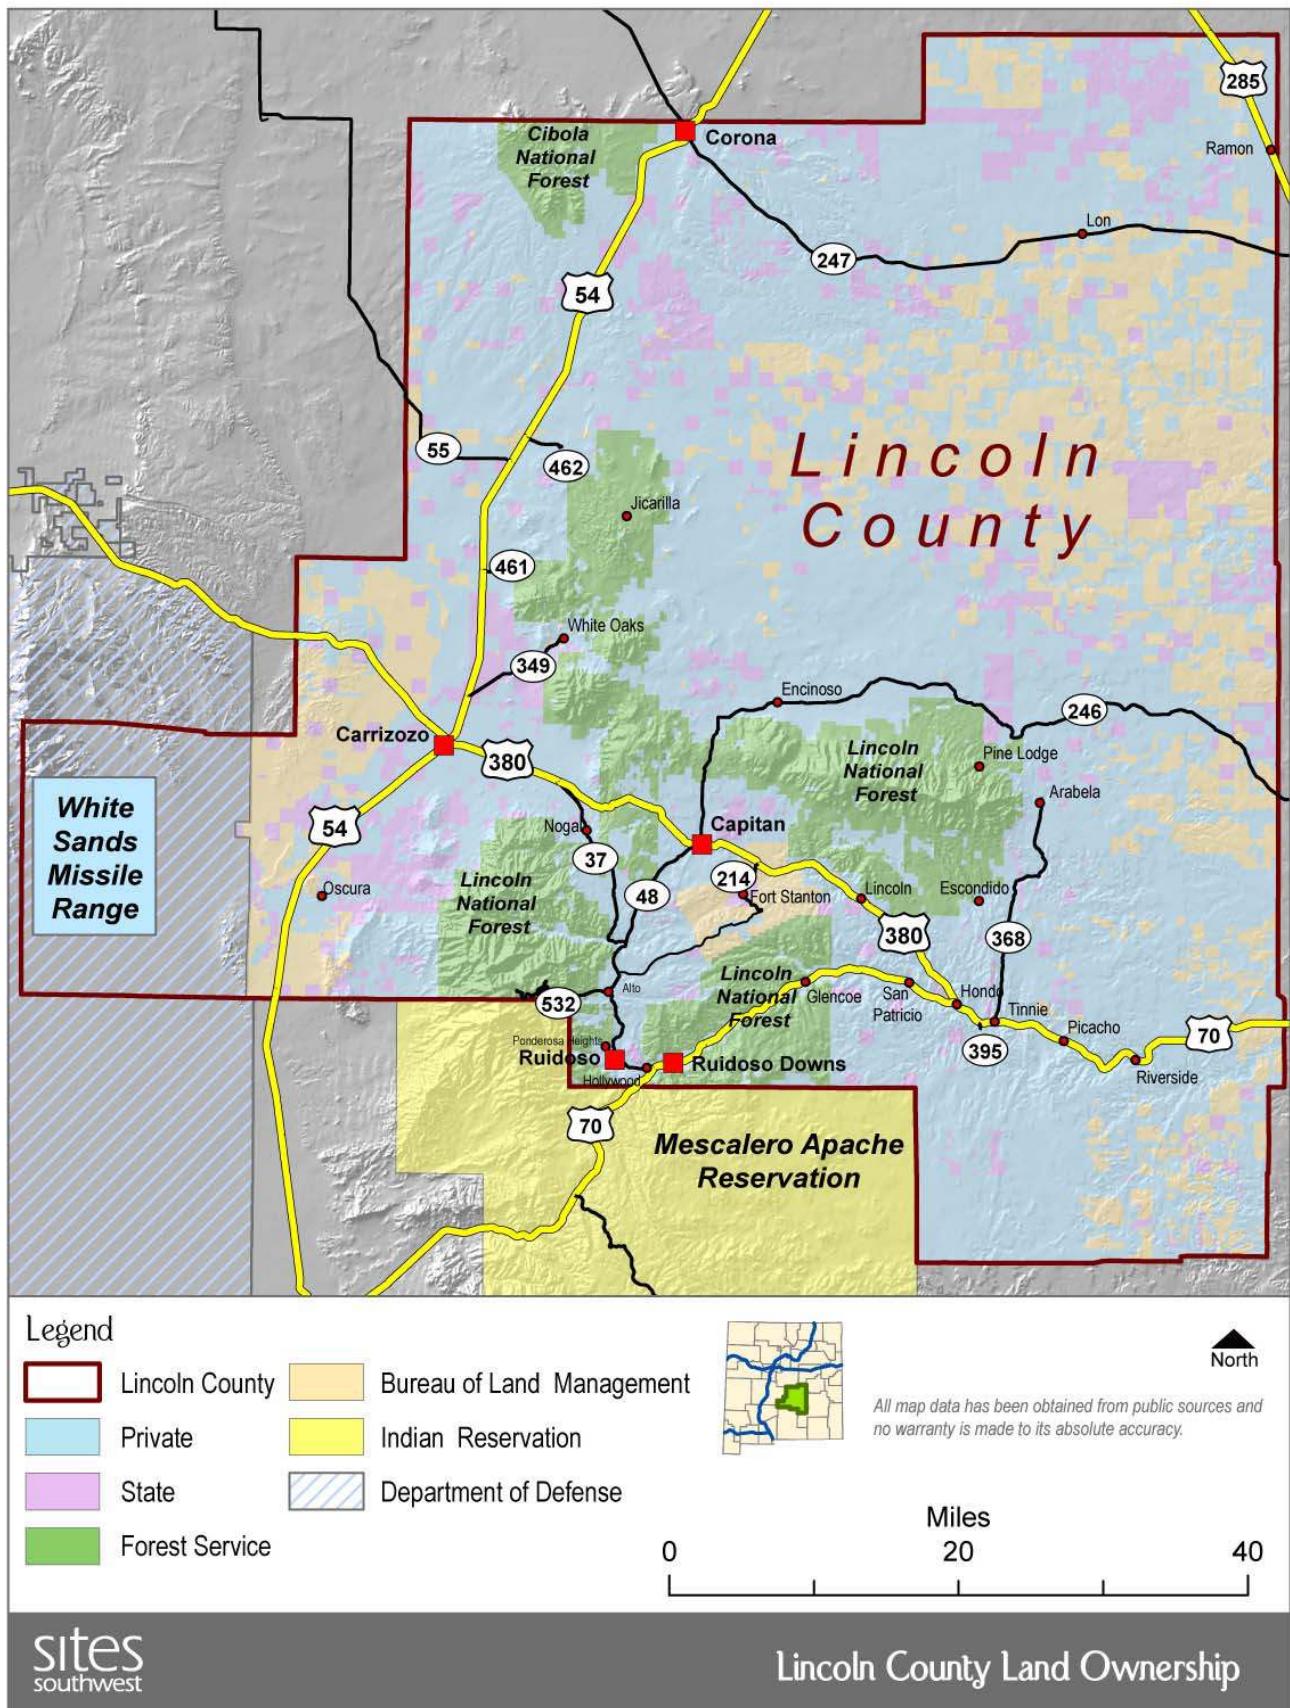 285
Cibola
National
Forest
Corona
Ramon
Lon
247
54
Lincoln
County
55
462
Jicarilla
461
White Oaks
349
Encinoso
246
Carrizozo
380
Lincoln
National
Forest
Pine Lodge
Arabela
White
Sands
Missile
Range
54
Capitan
Nogal
37
Lincoln
National
Forest
214
Oscura
48
Fort Stanton
Lincoln
Escondido
380
368
Lincoln
National
Forest
Glencoe
San
Patricio
Hondo
Tinnie
532
Alto
Picacho
70
395
Ponderosa Heights
Ruidoso
Ruidoso Downs
Hollywood
Riverside
70
Mescalero Apache
Reservation
Legend
Lincoln County
Private
State
Forest Service
Bureau of Land Management
Indian Reservation
Department of Defense
North
All map data has been obtained from public sources and
no warranty is made to its absolute accuracy.
Miles
0 20 40
sites
southwest
Lincoln County Land Ownership